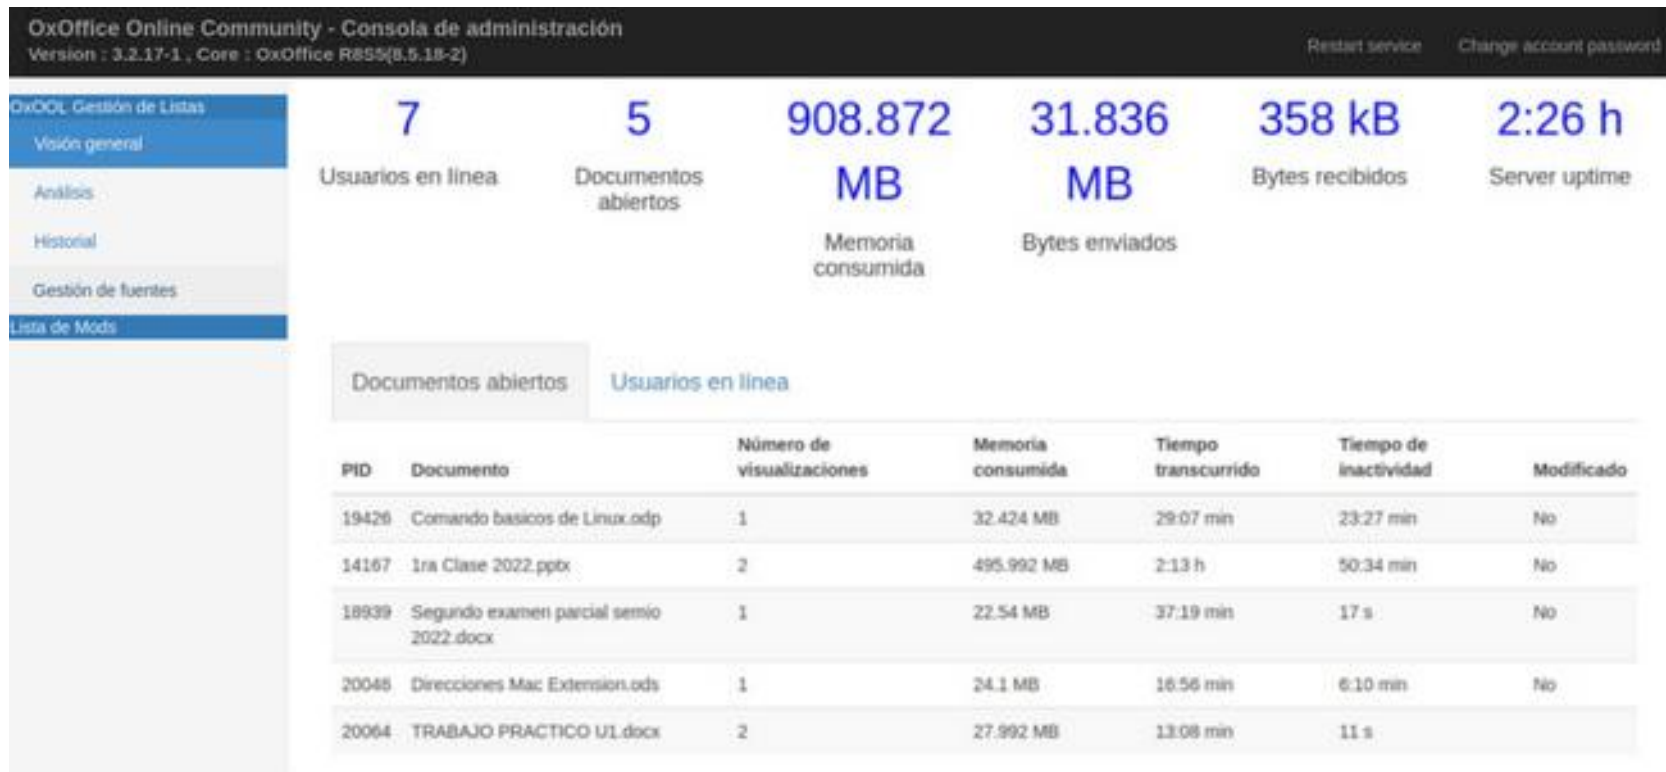 OxOffice Online Community - Consola de administración
Version : 3.2.17-1 , Core : OxOffice R8S5(8.5.18-2)
Restart service
Change account password
OxOOL Gestión de Listas
Visión general
Análisis
Historial
Gestión de fuentes
Lista de Mods
7
Usuarios en línea
5
Documentos
abiertos
908.872
MB
Memoria
consumida
31.836
MB
Bytes enviados
358 kB
Bytes recibidos
2:26 h
Server uptime
Documentos abiertos
Usuarios en línea
PID Documento Número de visualizaciones Memoria consumida Tiempo transcurrido Tiempo de inactividad Modificado
19426 Comando basicos de Linux.odp 1 32.424 MB 29:07 min 23:27 min No
14167 1ra Clase 2022.pptx 2 495.992 MB 2:13 h 50:34 min No
18939 Segundo examen parcial semio 1 22.54 MB 37:19 min 17 s No
2022.docx
20046 Direcciones Mac Extension.ods 1 24.1 MB 16:56 min 6:10 min No
20064 TRABAJO PRACTICO U1.docx 2 27.992 MB 13:08 min 11 s